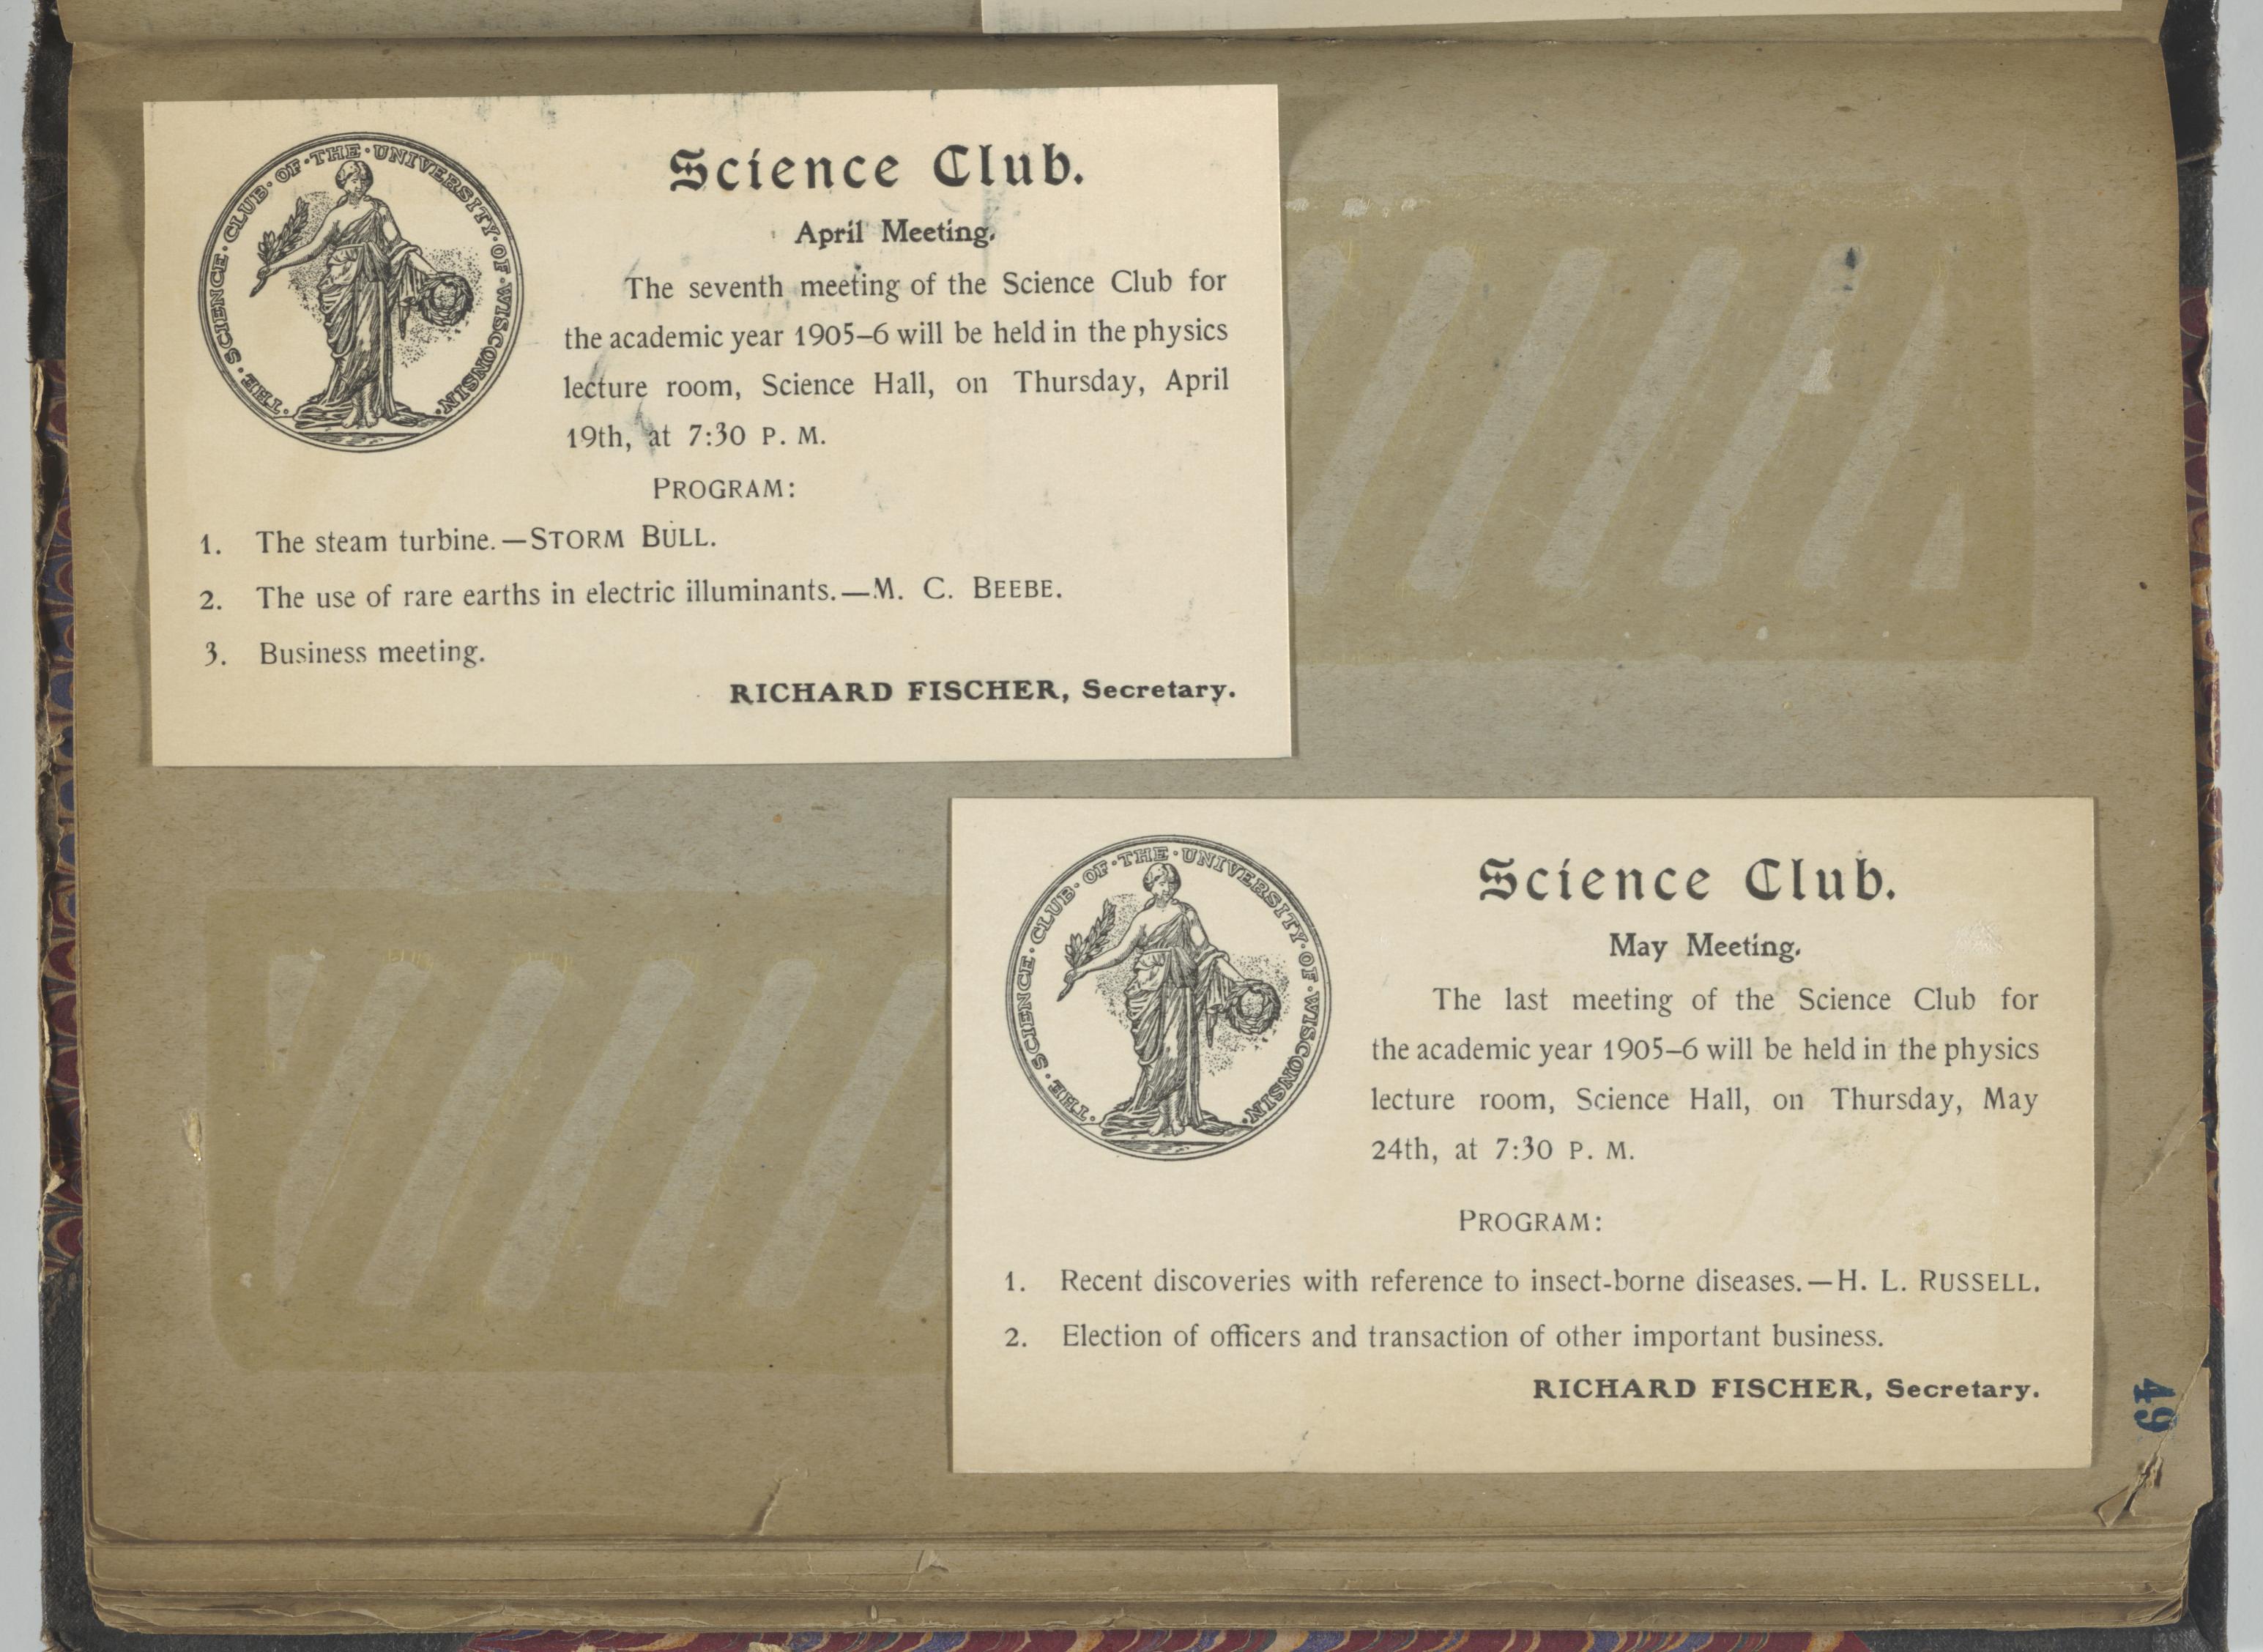 THE · SCIENCE · CLUB · OF · THE · UNIVERSITY · OF · WISCONSIN ·
Science Club.
April Meeting.
The seventh meeting of the Science Club for
the academic year 1905–6 will be held in the physics
lecture room, Science Hall, on Thursday, April
19th, at 7:30 P. M.
PROGRAM:
1. The steam turbine.—STORM BULL.
2. The use of rare earths in electric illuminants.—M. C. BEEBE.
3. Business meeting.
RICHARD FISCHER, Secretary.
THE · SCIENCE · CLUB · OF · THE · UNIVERSITY · OF · WISCONSIN ·
Science Club.
May Meeting.
The last meeting of the Science Club for
the academic year 1905–6 will be held in the physics
lecture room, Science Hall, on Thursday, May
24th, at 7:30 P. M.
PROGRAM:
1. Recent discoveries with reference to insect-borne diseases.—H. L. RUSSELL.
2. Election of officers and transaction of other important business.
RICHARD FISCHER, Secretary.
49